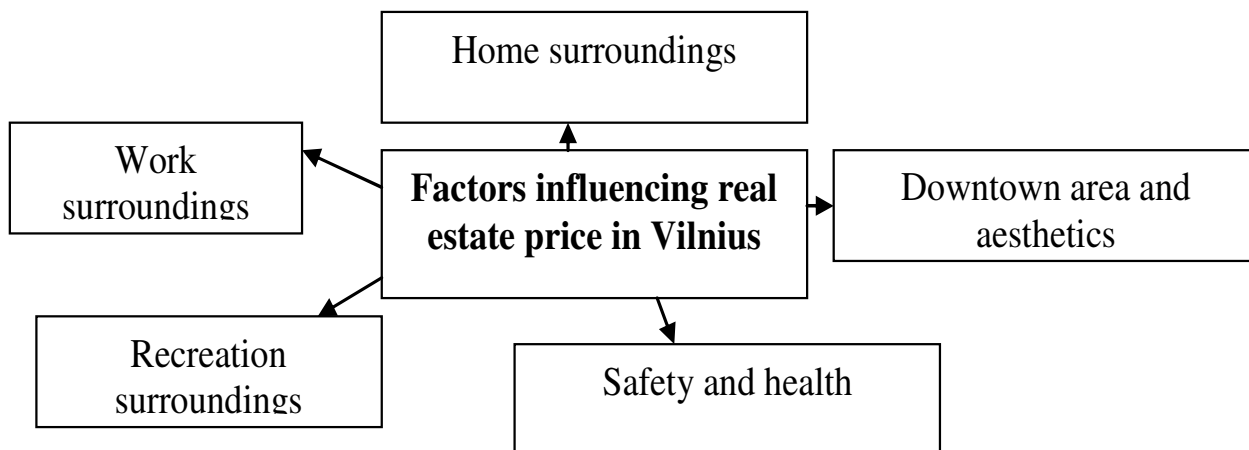 Home surroundings
Work
surroundings
Factors influencing real
estate price in Vilnius
Downtown area and
aesthetics
Recreation
surroundings
Safety and health